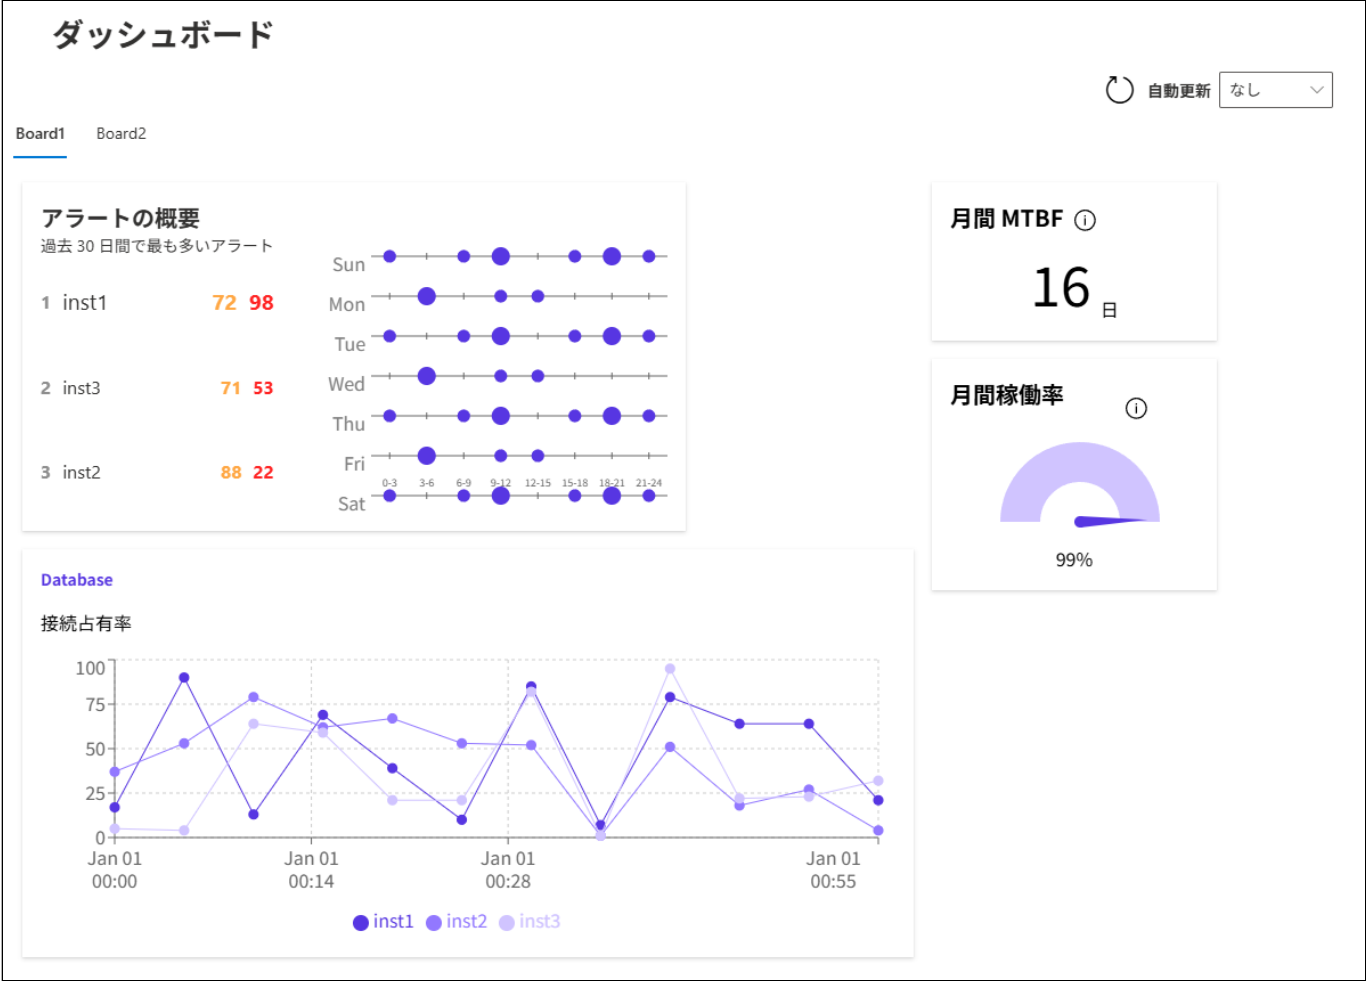 ダッシュボード
自動更新 なし
Board1 Board2
アラートの概要
過去 30 日間で最も多いアラート
1 inst1 72 98
2 inst3 71 53
3 inst2 88 22
Sun
Mon
Tue
Wed
Thu
Fri
0-3 3-6 6-9 9-12 12-15 15-18 18-21 21-24
Sat
月間 MTBF
16 日
月間稼働率
99%
Database
接続占有率
100
75
50
25
0
Jan 01 Jan 01 Jan 01 Jan 01
00:00 00:14 00:28 00:55
inst1 inst2 inst3